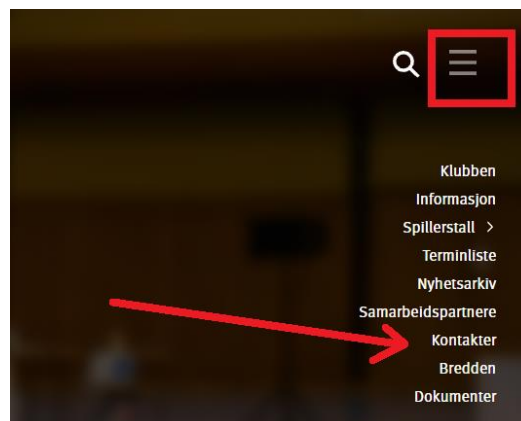 Klubben
Informasjon
Spillerstall >
Terminliste
Nyhetsarkiv
Samarbeidspartnere
Kontakter
Bredden
Dokumenter